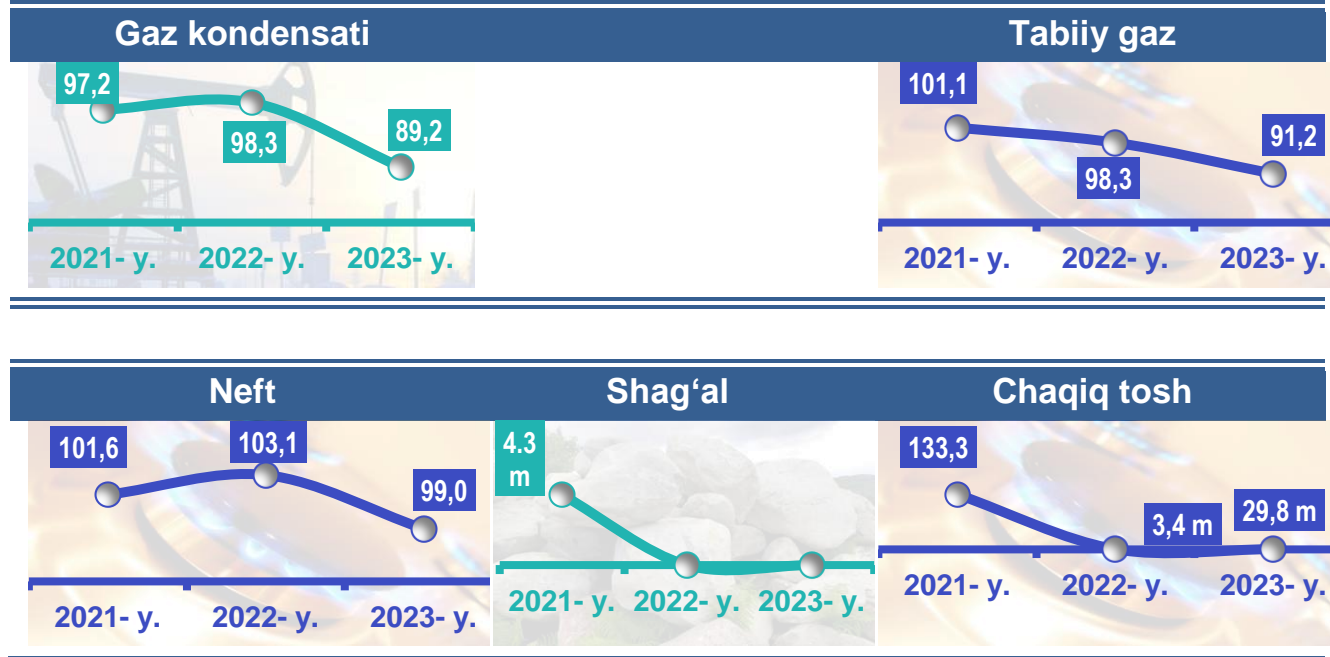 Gaz kondensati
Tabiiy gaz
97,2
98,3
89,2
2021- y. 2022- y. 2023- y.
101,1
98,3
91,2
2021- y. 2022- y. 2023- y.
Neft
Shag‘al
Chaqiq tosh
101,6
103,1
99,0
2021- y. 2022- y. 2023- y.
4.3
m
2021- y. 2022- y. 2023- y.
133,3
3,4 m
29,8 m
2021- y. 2022- y. 2023- y.